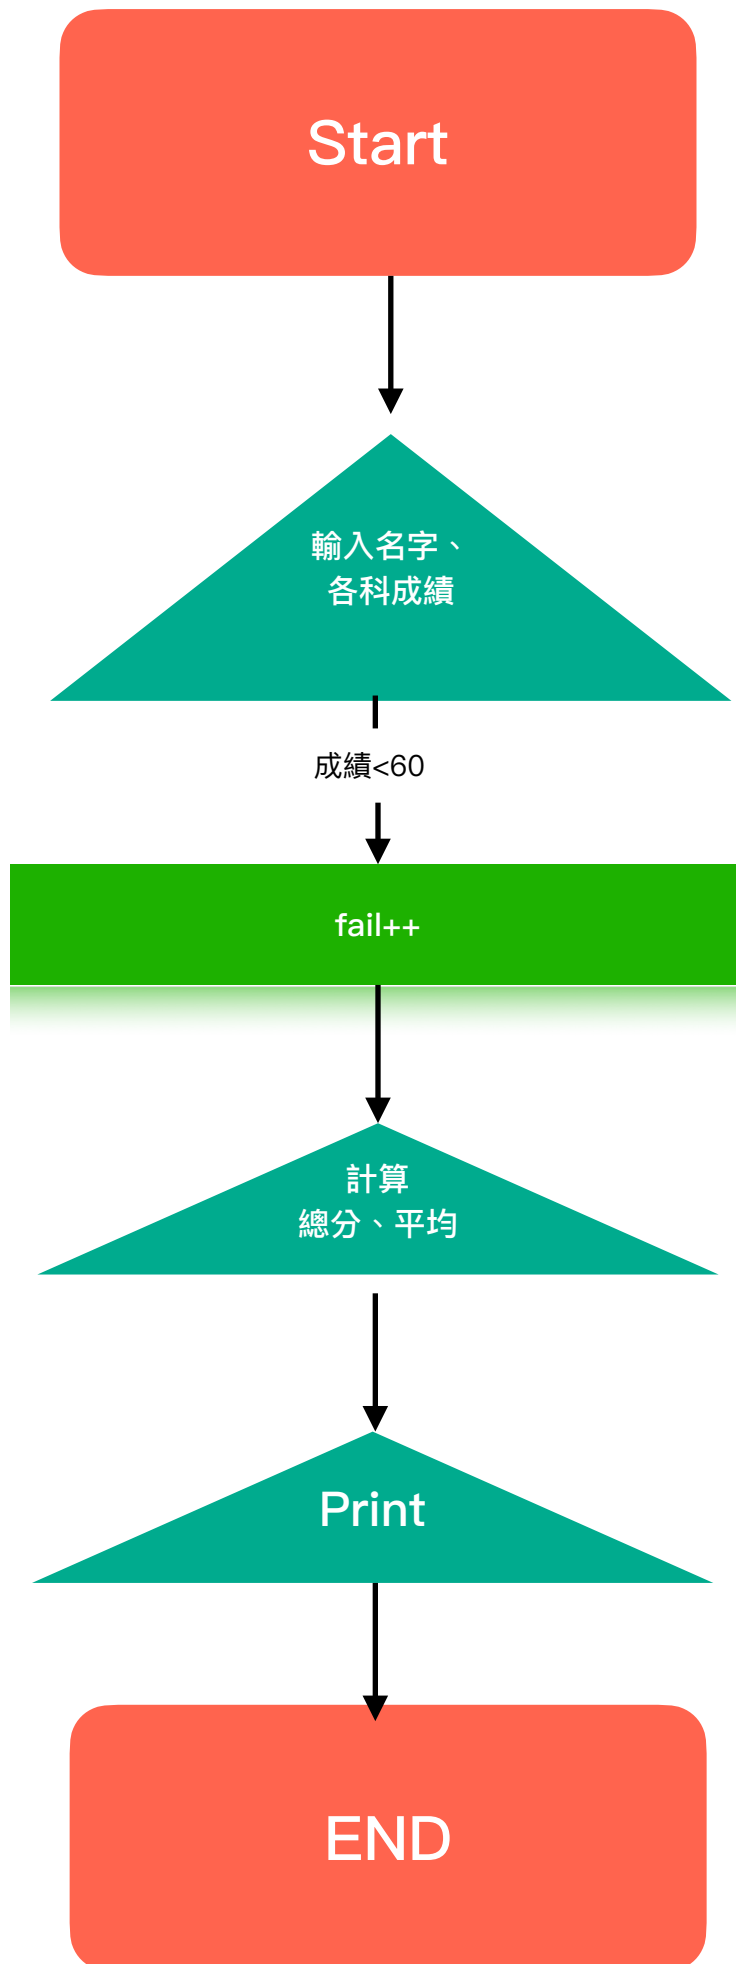 Start
輸入名字、
各科成績
成績<60
fail++
計算
總分、平均
Print
END